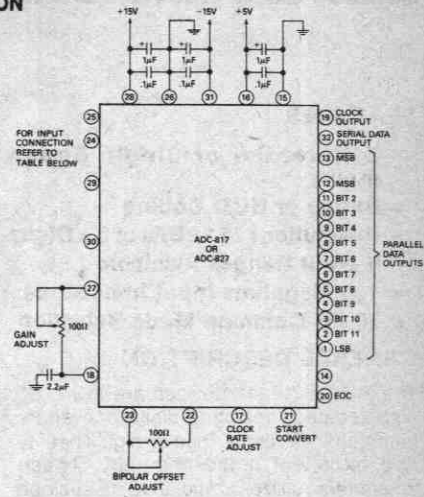 ON
+15V -15V +5V
+ + +
1μF 1μF 1μF
.1μF .1μF .1μF
28 26 31 16 15
25
24
FOR INPUT
CONNECTION
REFER TO
TABLE BELOW
29
30
27
GAIN
ADJUST
100Ω
18
2.2μF
ADC-817
OR
ADC-827
19 CLOCK
OUTPUT
32 SERIAL DATA
OUTPUT
13 MSB
12 MSB
11 BIT 2
10 BIT 3
9 BIT 4
8 BIT 5
7 BIT 6
6 BIT 7
5 BIT 8
4 BIT 9
3 BIT 10
2 BIT 11
1 LSB
PARALLEL
DATA
OUTPUTS
14
20 EOC
23 22 17 21
100Ω
BIPOLAR OFFSET
ADJUST
CLOCK
RATE
ADJUST
START
CONVERT